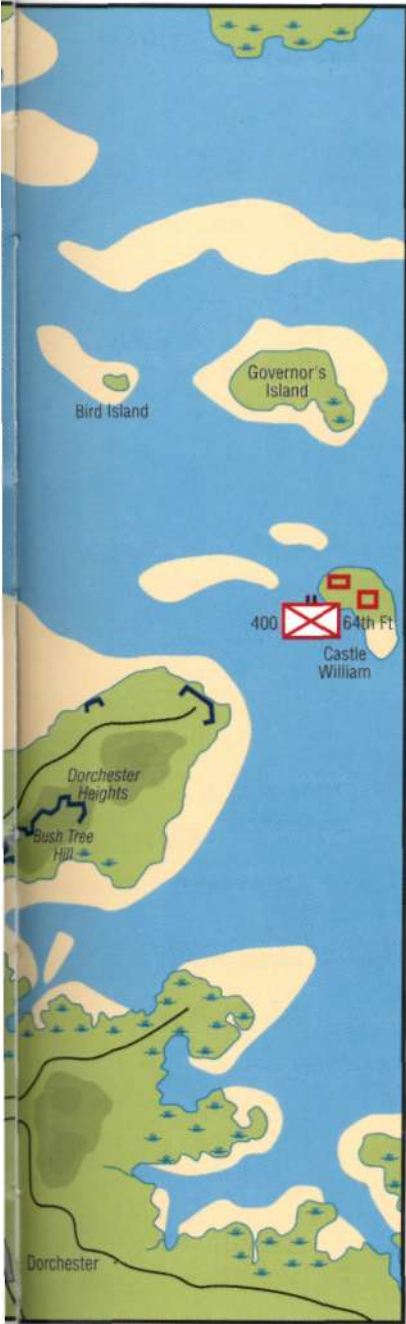 Bird Island
Governor's
Island
400
64th Ft
Castle
William
Dorchester
Heights
Bush Tree
Hill
Dorchester